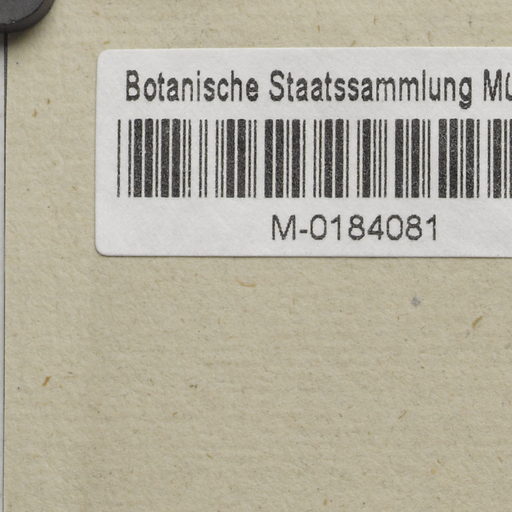 Botanische Staatssammlung Mü
M-0184081